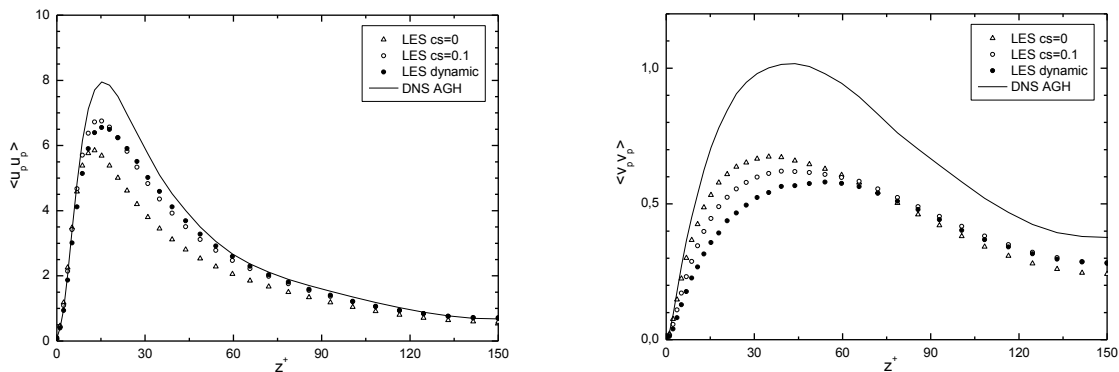 10
8
6
4
2
0
0
30
60
90
120
150
<u_p u_p>
z^+
LES cs=0
LES cs=0.1
LES dynamic
DNS AGH
1,0
0,5
0,0
0
30
60
90
120
150
<v_p v_p>
z^+
LES cs=0
LES cs=0.1
LES dynamic
DNS AGH